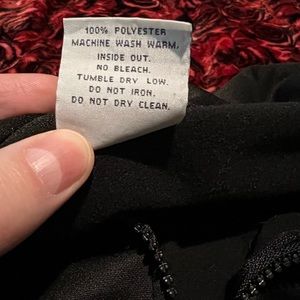 100% POLYESTER
MACHINE WASH WARM,
INSIDE OUT.
NO BLEACH.
TUMBLE DRY LOW.
DO NOT IRON.
DO NOT DRY CLEAN.